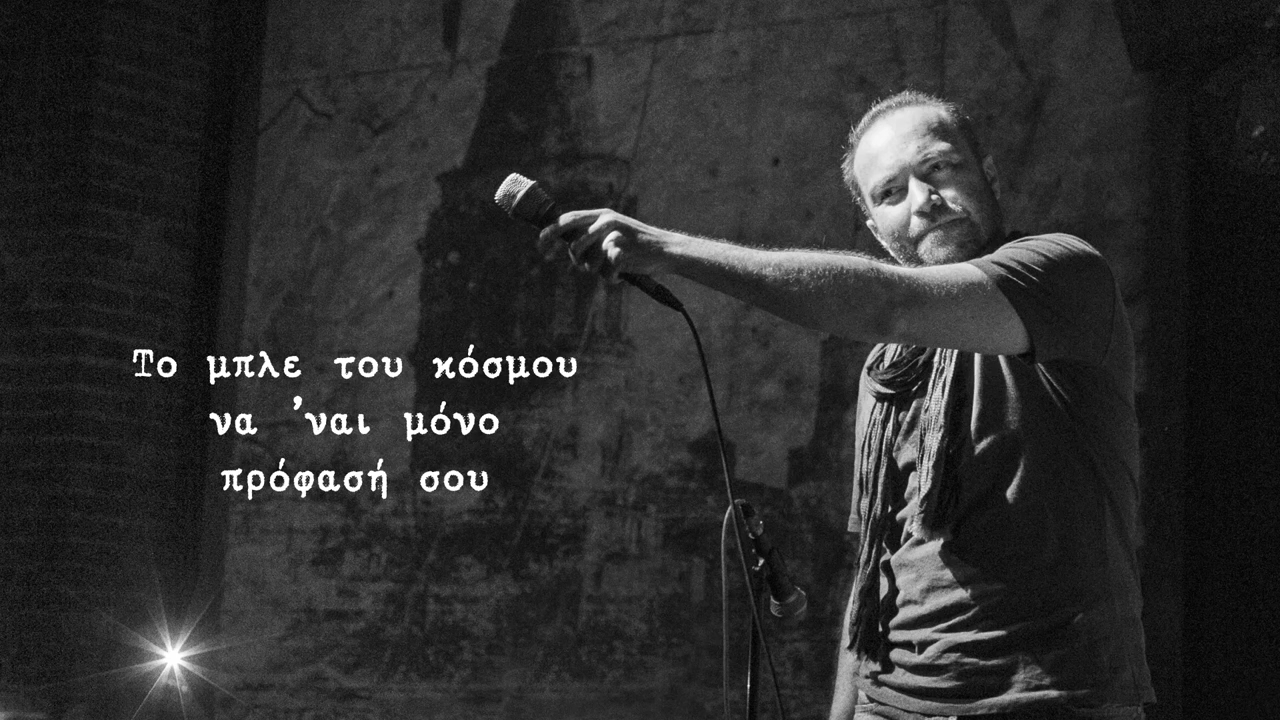 Το μπλε του κόσμου
να 'ναι μόνο
πρόφασή σου